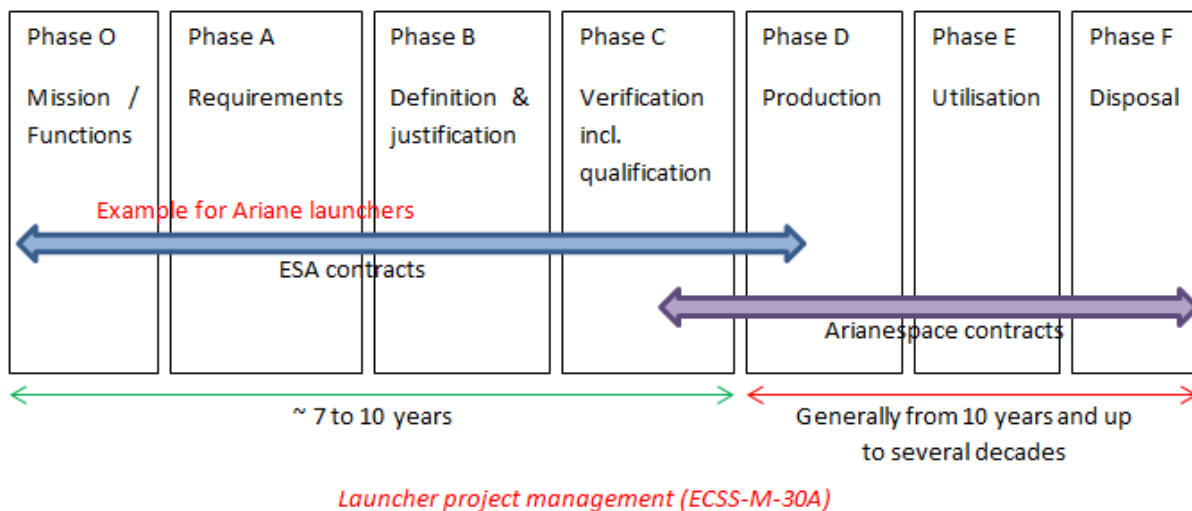 Phase O
Mission /
Functions
Phase A
Requirements
Phase B
Definition &
justification
Phase C
Verification
incl.
qualification
Phase D
Production
Phase E
Utilisation
Phase F
Disposal
Example for Ariane launchers
ESA contracts
Arianespace contracts
~ 7 to 10 years
Generally from 10 years and up
to several decades
Launcher project management (ECSS-M-30A)